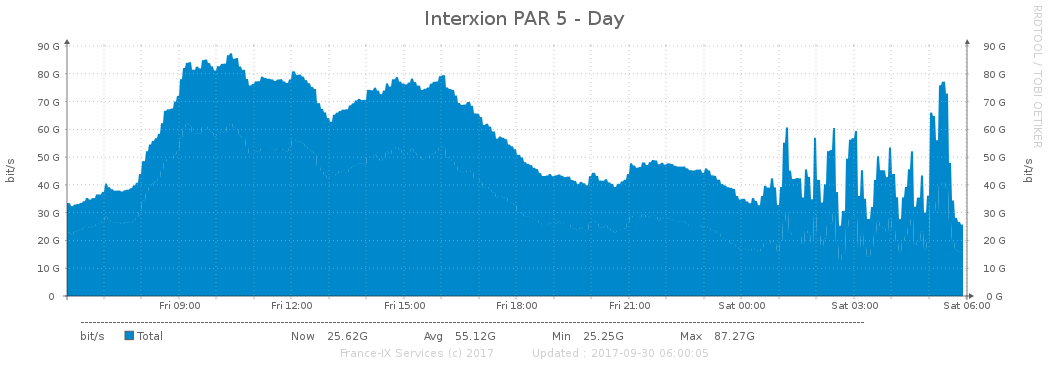 Interxion PAR 5 - Day
90 G 90 G
80 G 80 G
70 G 70 G
60 G 60 G
50 G 50 G
40 G 40 G
30 G 30 G
20 G 20 G
10 G 10 G
0 0 G
bit/s
bit/s
RRDTOOL / TOBI OETIKER
Fri 09:00 Fri 12:00 Fri 15:00 Fri 18:00 Fri 21:00 Sat 00:00 Sat 03:00 Sat 06:00
bit/s Total Now 25.62G Avg 55.12G Min 25.25G Max 87.27G
France-IX Services (c) 2017 Updated : 2017-09-30 06:00:05